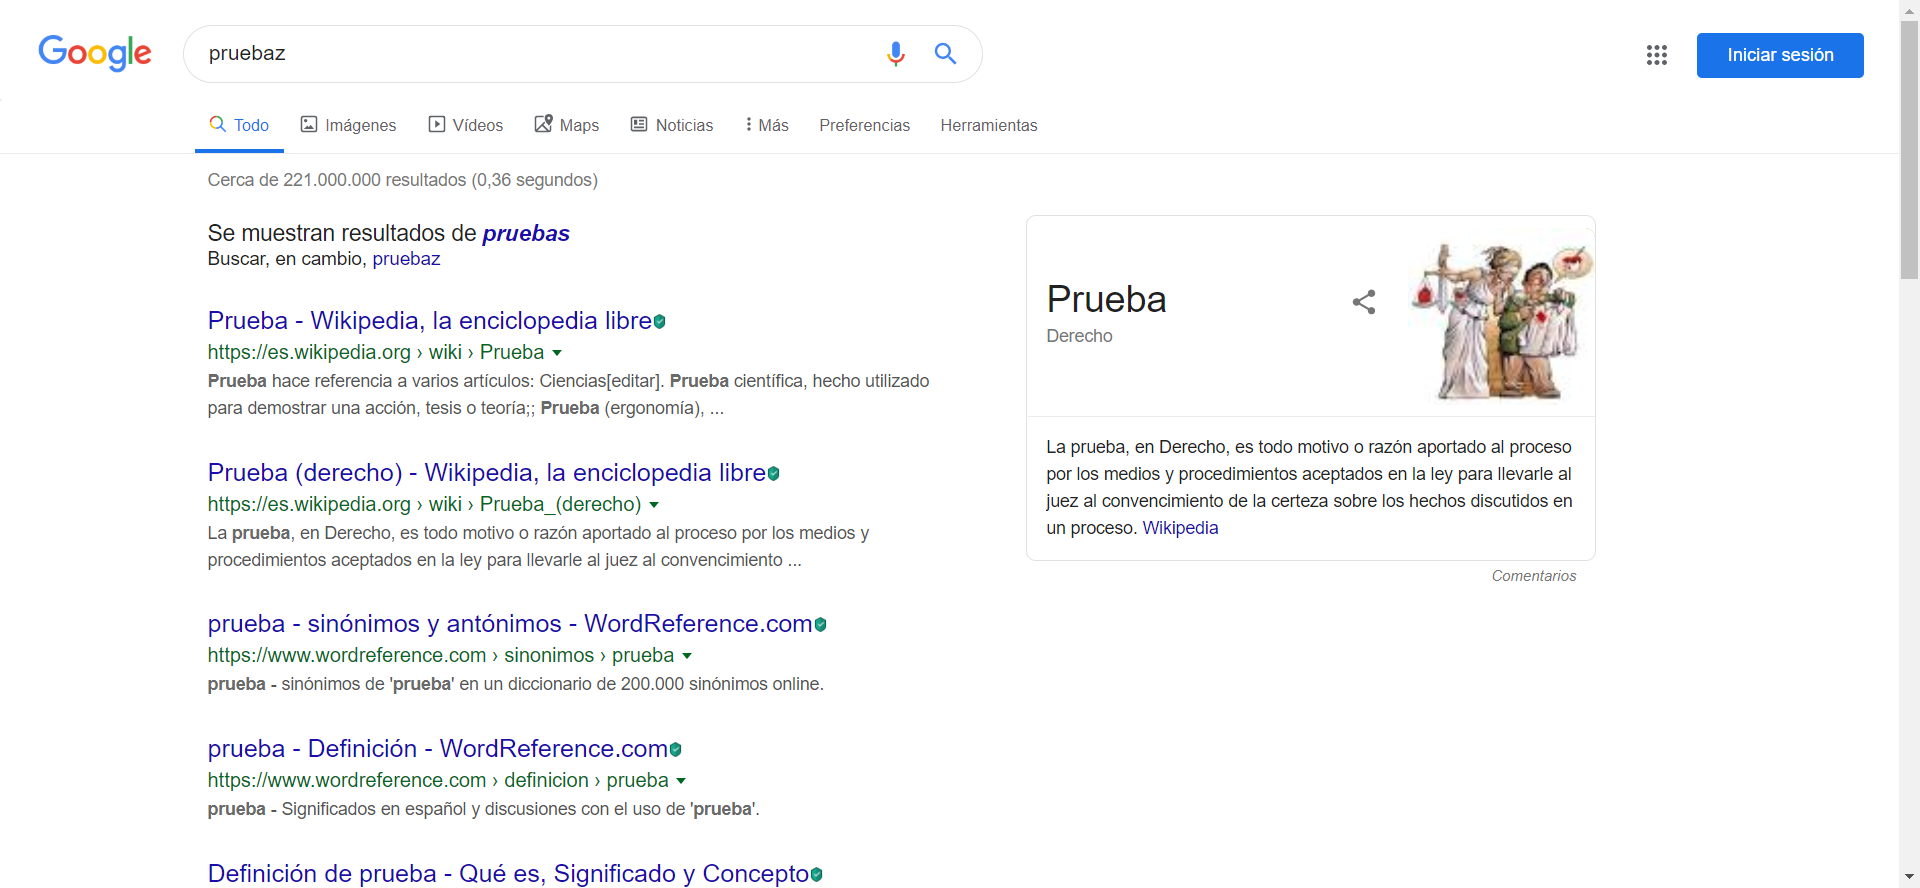 Google
pruebaz
Iniciar sesión
Todo
Imágenes
Vídeos
Maps
Noticias
Más
Preferencias
Herramientas
Cerca de 221.000.000 resultados (0,36 segundos)
Se muestran resultados de pruebas
Buscar, en cambio, pruebaz
Prueba - Wikipedia, la enciclopedia libre
https://es.wikipedia.org › wiki › Prueba
Prueba hace referencia a varios artículos: Ciencias[editar]. Prueba científica, hecho utilizado
para demostrar una acción, tesis o teoría;; Prueba (ergonomía), ...
Prueba (derecho) - Wikipedia, la enciclopedia libre
https://es.wikipedia.org › wiki › Prueba_(derecho)
La prueba, en Derecho, es todo motivo o razón aportado al proceso por los medios y
procedimientos aceptados en la ley para llevarle al juez al convencimiento ...
prueba - sinónimos y antónimos - WordReference.com
https://www.wordreference.com › sinonimos › prueba
prueba - sinónimos de 'prueba' en un diccionario de 200.000 sinónimos online.
prueba - Definición - WordReference.com
https://www.wordreference.com › definicion › prueba
prueba - Significados en español y discusiones con el uso de 'prueba'.
Definición de prueba - Qué es, Significado y Concepto
Prueba
Derecho
La prueba, en Derecho, es todo motivo o razón aportado al proceso
por los medios y procedimientos aceptados en la ley para llevarle al
juez al convencimiento de la certeza sobre los hechos discutidos en
un proceso. Wikipedia
Comentarios